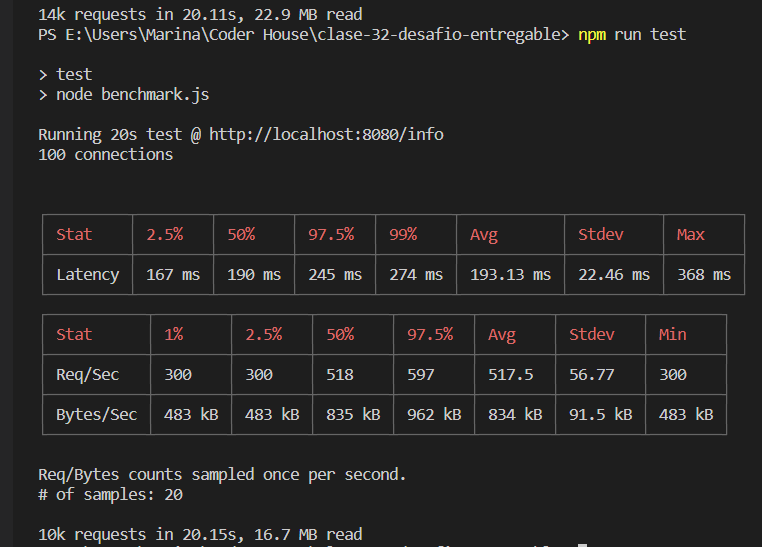 14k requests in 20.11s, 22.9 MB read
PS E:\Users\Marina\Coder House\clase-32-desafio-entregable> npm run test
> test
> node benchmark.js
Running 20s test @ http://localhost:8080/info
100 connections
Stat 2.5% 50% 97.5% 99% Avg Stdev Max
Latency 167 ms 190 ms 245 ms 274 ms 193.13 ms 22.46 ms 368 ms
Stat 1% 2.5% 50% 97.5% Avg Stdev Min
Req/Sec 300 300 518 597 517.5 56.77 300
Bytes/Sec 483 kB 483 kB 835 kB 962 kB 834 kB 91.5 kB 483 kB
Req/Bytes counts sampled once per second.
# of samples: 20
10k requests in 20.15s, 16.7 MB read